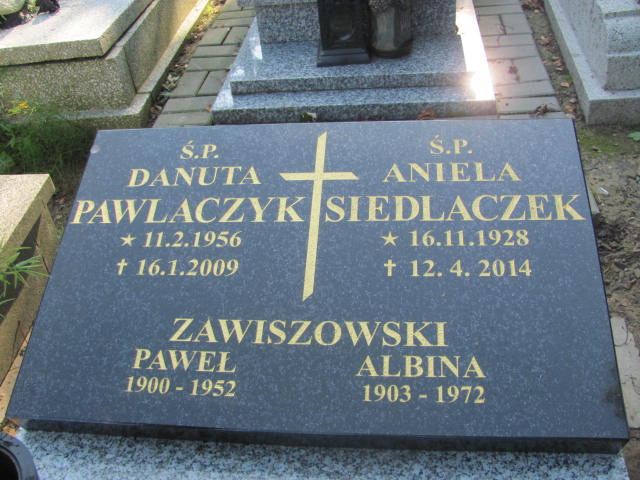 Ś.P.
DANUTA
PAWLACZYK
★ 11.2.1956
✝ 16.1.2009
Ś.P.
ANIELA
SIEDLACZEK
★ 16.11.1928
✝ 12. 4. 2014
ZAWISZOWSKI
PAWEŁ
1900 - 1952
ALBINA
1903 - 1972